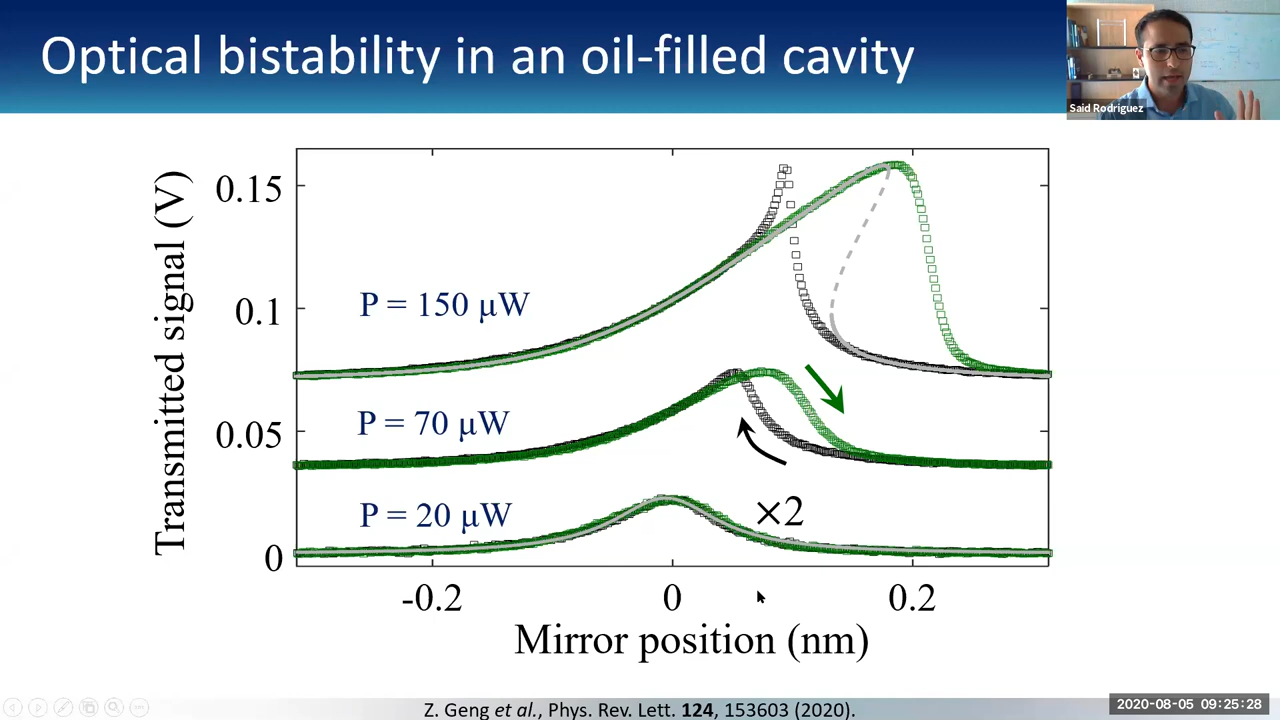 Optical bistability in an oil-filled cavity
Said Rodriguez
Transmitted signal (V)
0.15
0.1
0.05
0
P = 150 μW
P = 70 μW
P = 20 μW
×2
-0.2
0
0.2
Mirror position (nm)
Z. Geng et al., Phys. Rev. Lett. 124, 153603 (2020).
2020-08-05 09:25:28